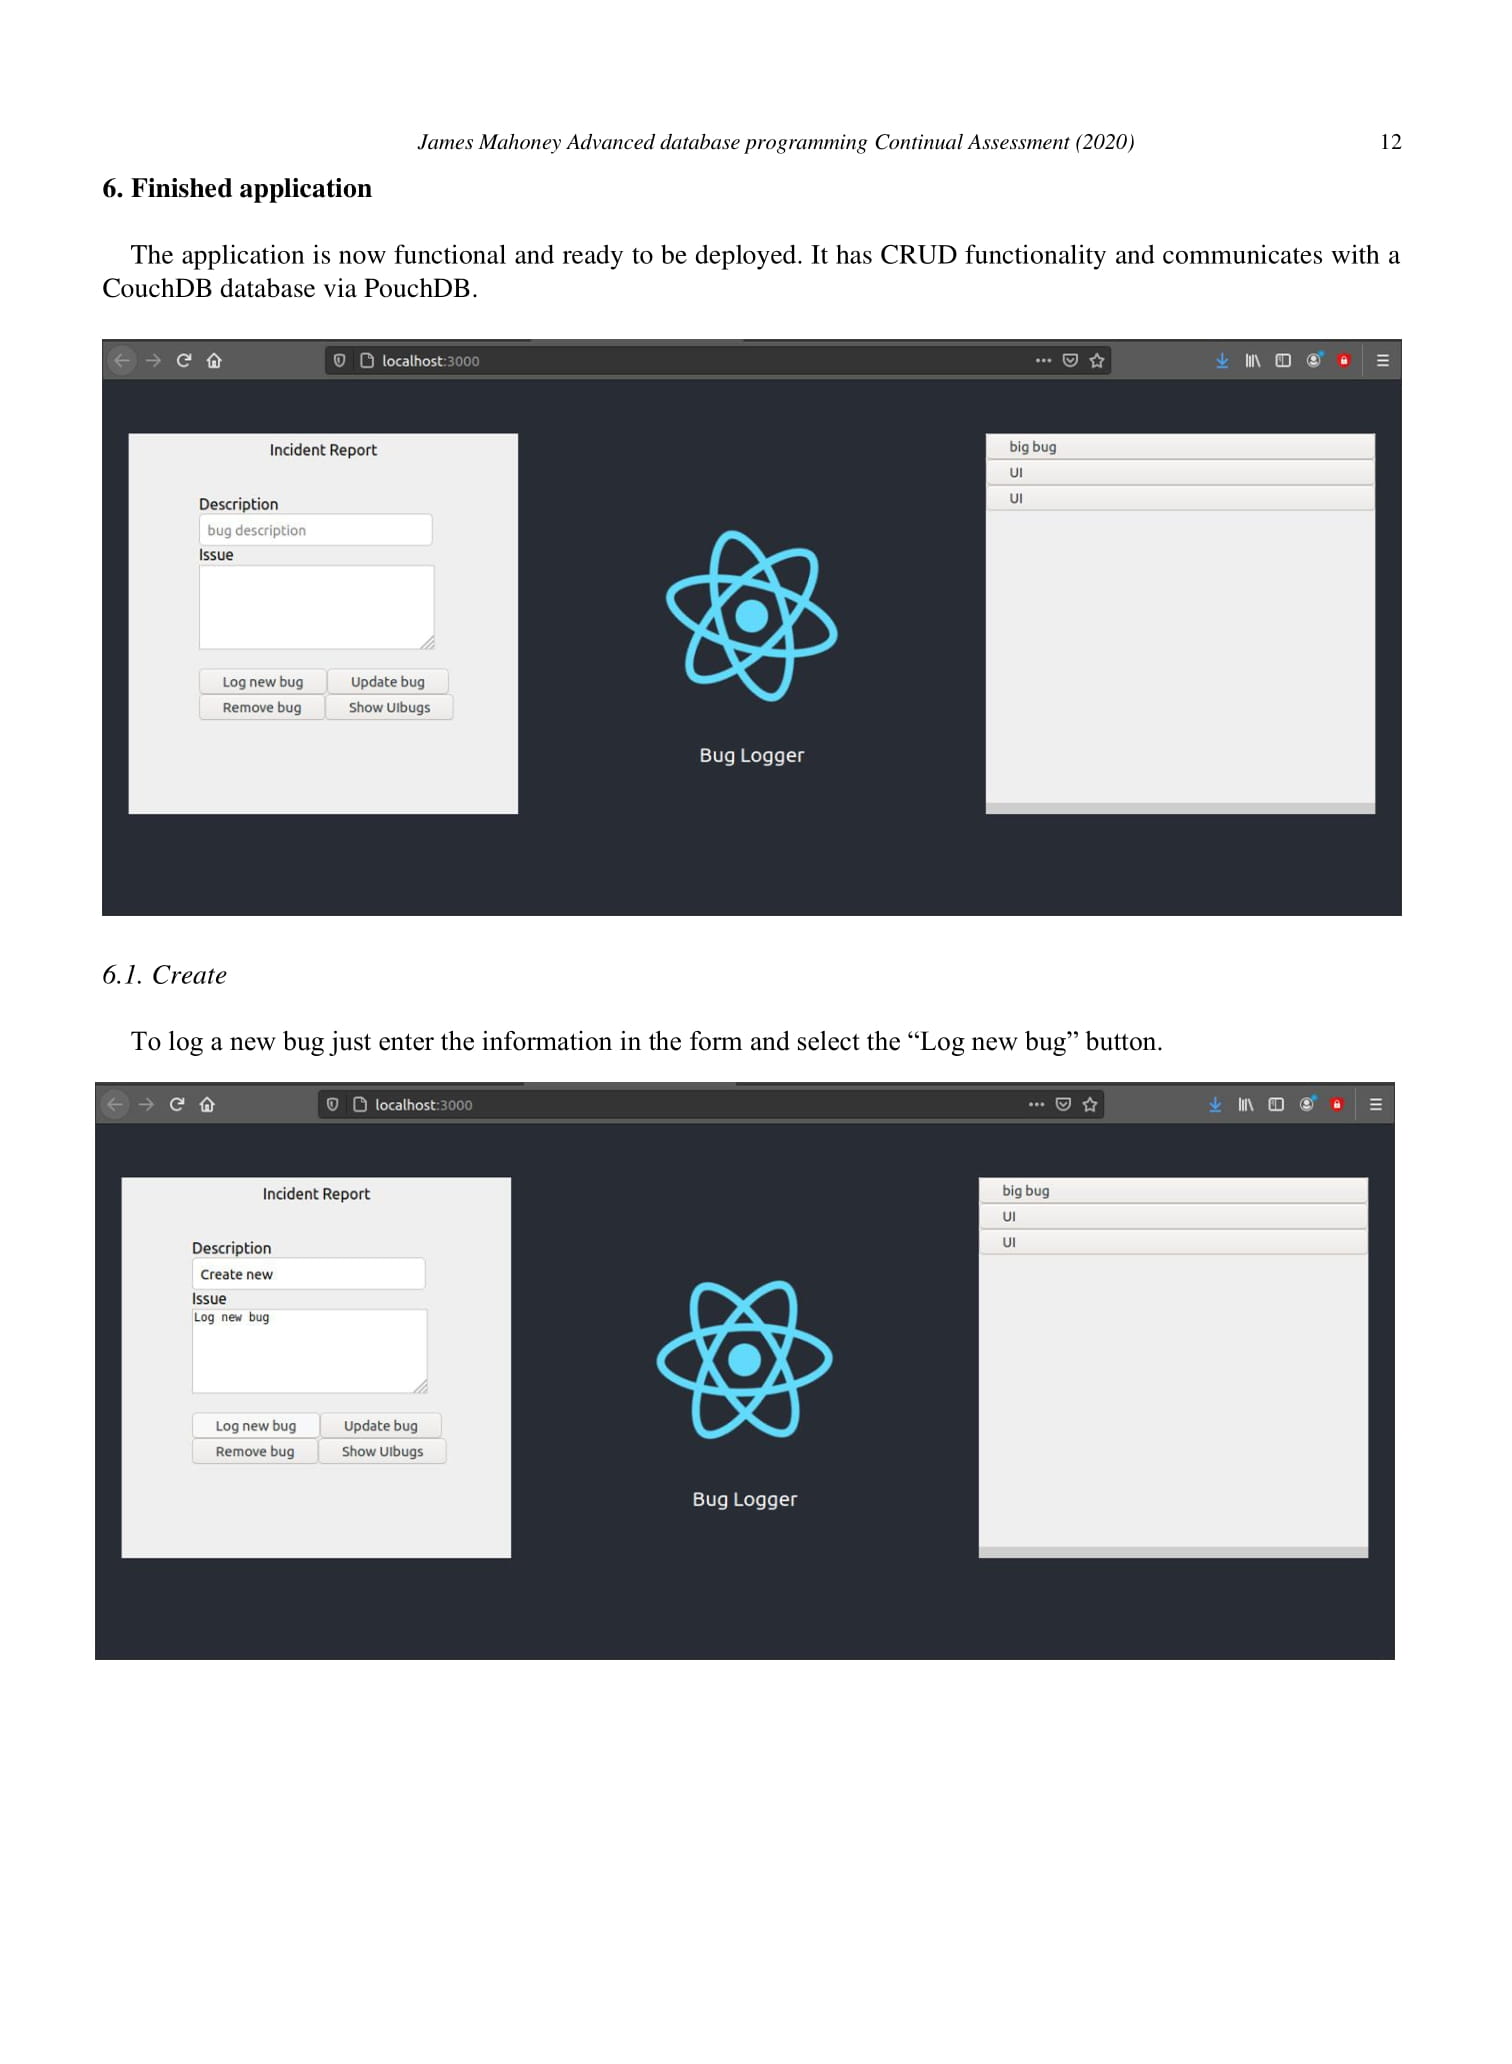 James Mahoney Advanced database programming Continual Assessment (2020) 12
6. Finished application
The application is now functional and ready to be deployed. It has CRUD functionality and communicates with a
CouchDB database via PouchDB.
localhost:3000
Incident Report
Description
bug description
Issue
Log new bug Update bug
Remove bug Show UIbugs
Bug Logger
big bug
UI
UI
6.1. Create
To log a new bug just enter the information in the form and select the “Log new bug” button.
localhost:3000
Incident Report
Description
Create new
Issue
Log new bug
Log new bug Update bug
Remove bug Show UIbugs
Bug Logger
big bug
UI
UI